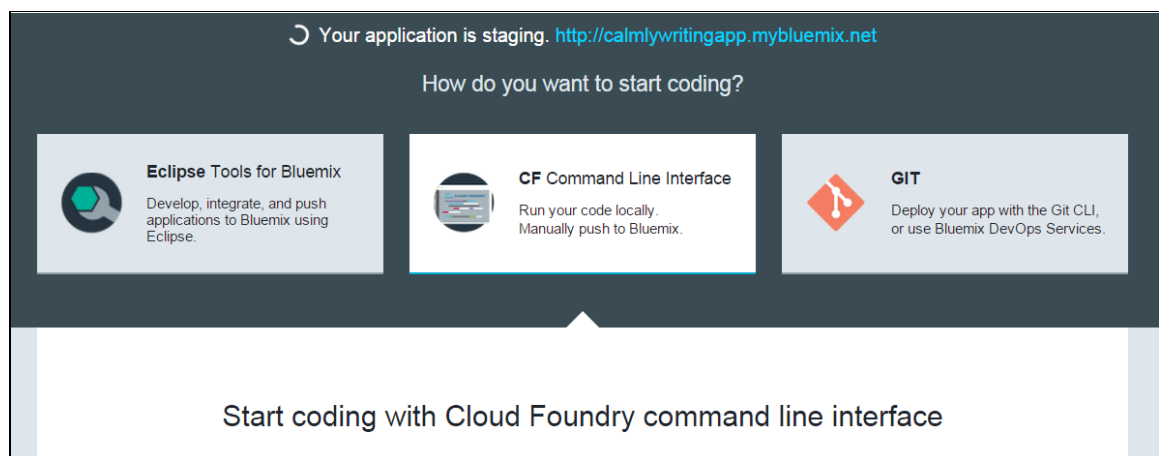 Your application is staging. http://calmlywritingapp.mybluemix.net
How do you want to start coding?
Eclipse Tools for Bluemix
Develop, integrate, and push
applications to Bluemix using
Eclipse.
CF Command Line Interface
Run your code locally.
Manually push to Bluemix.
GIT
Deploy your app with the Git CLI,
or use Bluemix DevOps Services.
Start coding with Cloud Foundry command line interface